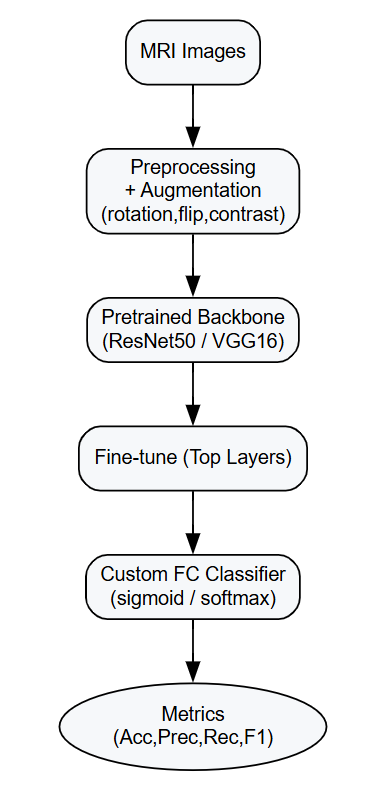 MRI Images
Preprocessing
+ Augmentation
(rotation,flip,contrast)
Pretrained Backbone
(ResNet50 / VGG16)
Fine-tune (Top Layers)
Custom FC Classifier
(sigmoid / softmax)
Metrics
(Acc,Prec,Rec,F1)